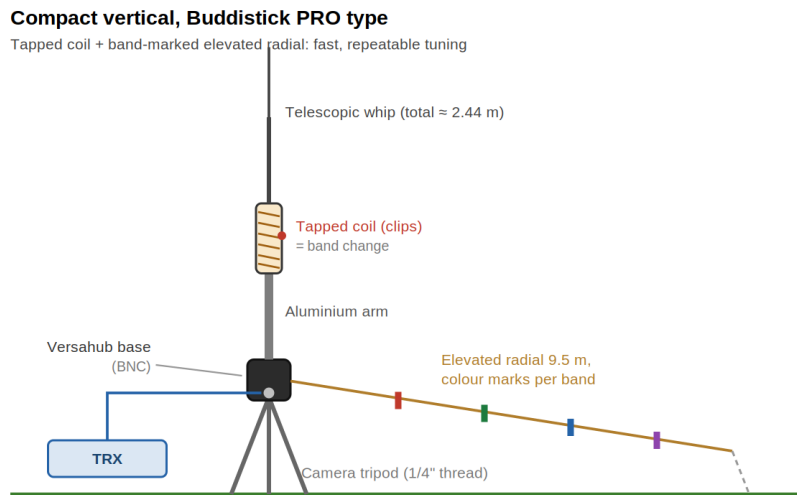 Compact vertical, Buddistick PRO type
Tapped coil + band-marked elevated radial: fast, repeatable tuning
Telescopic whip (total ≈ 2.44 m)
Tapped coil (clips)
= band change
Aluminium arm
Versahub base
(BNC)
Elevated radial 9.5 m,
colour marks per band
TRX
Camera tripod (1/4" thread)